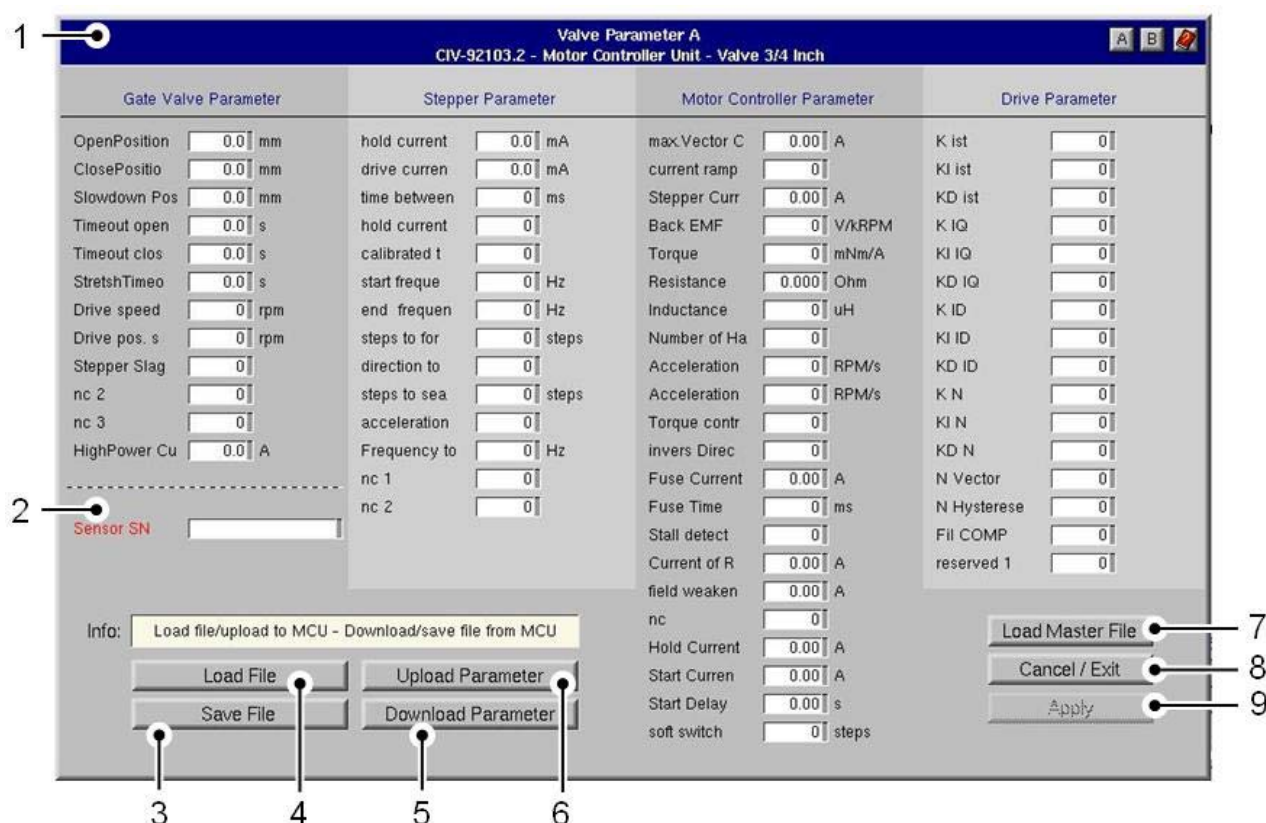 1
Valve Parameter A
CIV-92103.2 - Motor Controller Unit - Valve 3/4 Inch
A B
Gate Valve Parameter
OpenPosition 0.0 mm
ClosePositio 0.0 mm
Slowdown Pos 0.0 mm
Timeout open 0.0 s
Timeout clos 0.0 s
StretshTimeo 0.0 s
Drive speed 0 rpm
Drive pos. s 0 rpm
Stepper Slag 0
nc 2 0
nc 3 0
HighPower Cu 0.0 A
2
Sensor SN
Stepper Parameter
hold current 0.0 mA
drive curren 0.0 mA
time between 0 ms
hold current 0
calibrated t 0
start freque 0 Hz
end frequen 0 Hz
steps to for 0 steps
direction to 0
steps to sea 0 steps
acceleration 0
Frequency to 0 Hz
nc 1 0
nc 2 0
Motor Controller Parameter
max.Vector C 0.00 A
current ramp 0
Stepper Curr 0.00 A
Back EMF 0 V/kRPM
Torque 0 mNm/A
Resistance 0.000 Ohm
Inductance 0 uH
Number of Ha 0
Acceleration 0 RPM/s
Acceleration 0 RPM/s
Torque contr 0
invers Direc 0
Fuse Current 0.00 A
Fuse Time 0 ms
Stall detect 0
Current of R 0.00 A
field weaken 0.00 A
nc 0
Hold Current 0.00 A
Start Curren 0.00 A
Start Delay 0.00 s
soft switch 0 steps
Drive Parameter
K ist 0
KI ist 0
KD ist 0
K IQ 0
KI IQ 0
KD IQ 0
K ID 0
KI ID 0
KD ID 0
K N 0
KI N 0
KD N 0
N Vector 0
N Hysterese 0
Fil COMP 0
reserved 1 0
Info: Load file/upload to MCU - Download/save file from MCU
Load File
Upload Parameter
Save File
Download Parameter
Load Master File 7
Cancel / Exit 8
Apply 9
3 4 5 6